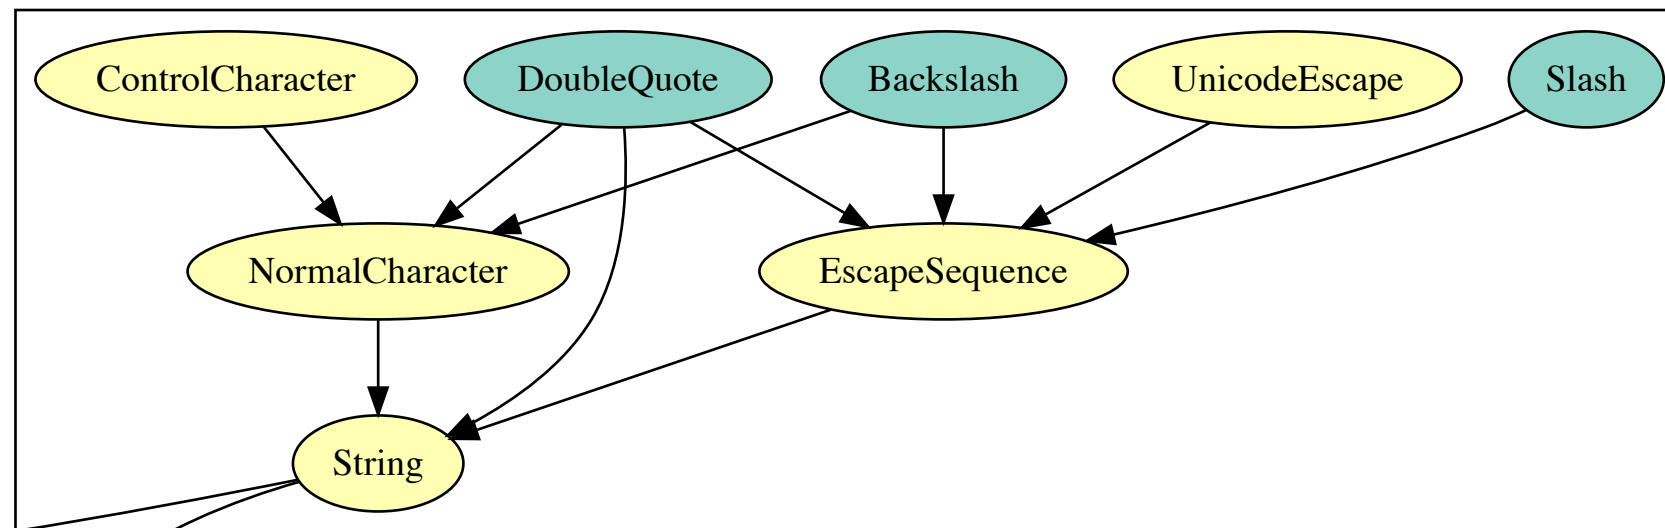 ControlCharacter
DoubleQuote
Backslash
UnicodeEscape
Slash
NormalCharacter
EscapeSequence
String